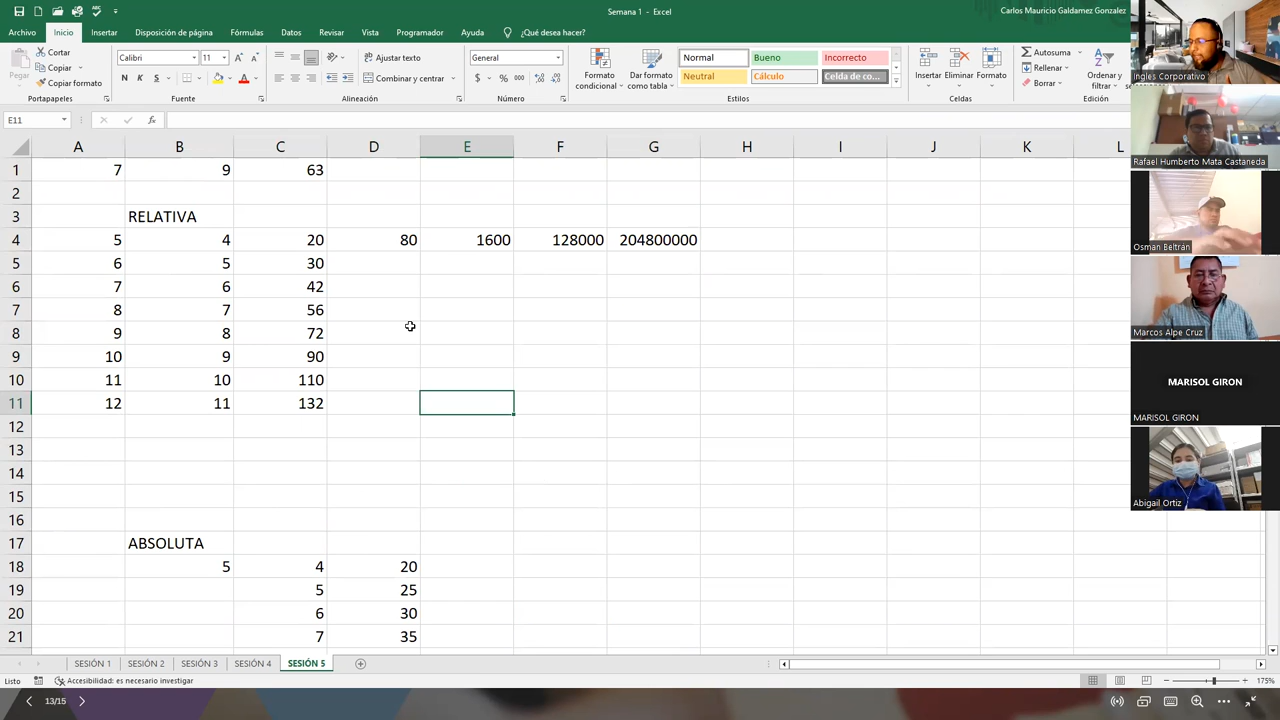 Semana 1 - Excel
Carlos Mauricio Galdamez Gonzalez
Archivo Inicio Insertar Disposición de página Fórmulas Datos Revisar Vista Programador Ayuda ¿Qué desea hacer?
Pegar
Cortar
Copiar
Copiar formato
Portapapeles
Calibri 11
N K S
Fuente
Ajustar texto
Combinar y centrar
Alineación
General
% 000
Número
Formato condicional
Dar formato como tabla
Normal Bueno Incorrecto
Neutral Cálculo Celda de co...
Estilos
Insertar Eliminar Formato
Celdas
Autosuma
Rellenar
Borrar
Ordenar y filtrar
Edición
E11 fx
A B C D E F G H I J K L
1 7 9 63
2
3 RELATIVA
4 5 4 20 80 1600 128000 204800000
5 6 5 30
6 7 6 42
7 8 7 56
8 9 8 72
9 10 9 90
10 11 10 110
11 12 11 132
12
13
14
15
16
17 ABSOLUTA
18 5 4 20
19 5 25
20 6 30
21 7 35
SESIÓN 1 SESIÓN 2 SESIÓN 3 SESIÓN 4 SESIÓN 5
Listo Accesibilidad: es necesario investigar 175%
13/15
Ingles Corporativo
Rafael Humberto Mata Castaneda
Osman Beltrán
Marcos Alpe Cruz
MARISOL GIRON
MARISOL GIRON
Abigail Ortiz